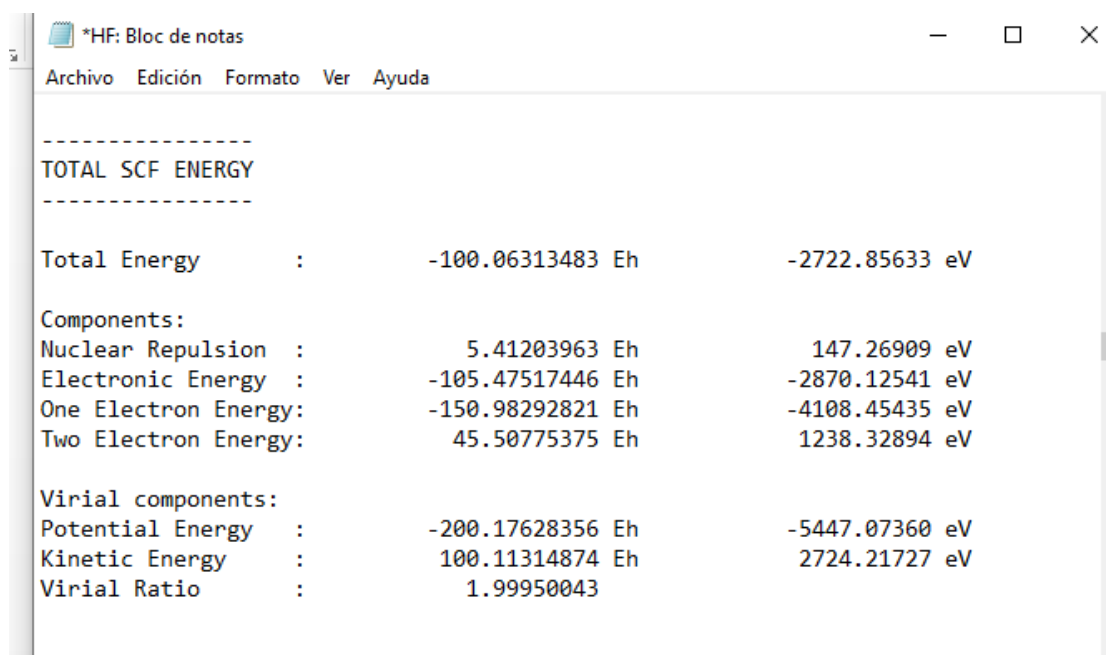 *HF: Bloc de notas
Archivo Edición Formato Ver Ayuda
----------------
TOTAL SCF ENERGY
----------------
Total Energy : -100.06313483 Eh -2722.85633 eV
Components:
Nuclear Repulsion : 5.41203963 Eh 147.26909 eV
Electronic Energy : -105.47517446 Eh -2870.12541 eV
One Electron Energy: -150.98292821 Eh -4108.45435 eV
Two Electron Energy: 45.50775375 Eh 1238.32894 eV
Virial components:
Potential Energy : -200.17628356 Eh -5447.07360 eV
Kinetic Energy : 100.11314874 Eh 2724.21727 eV
Virial Ratio : 1.99950043